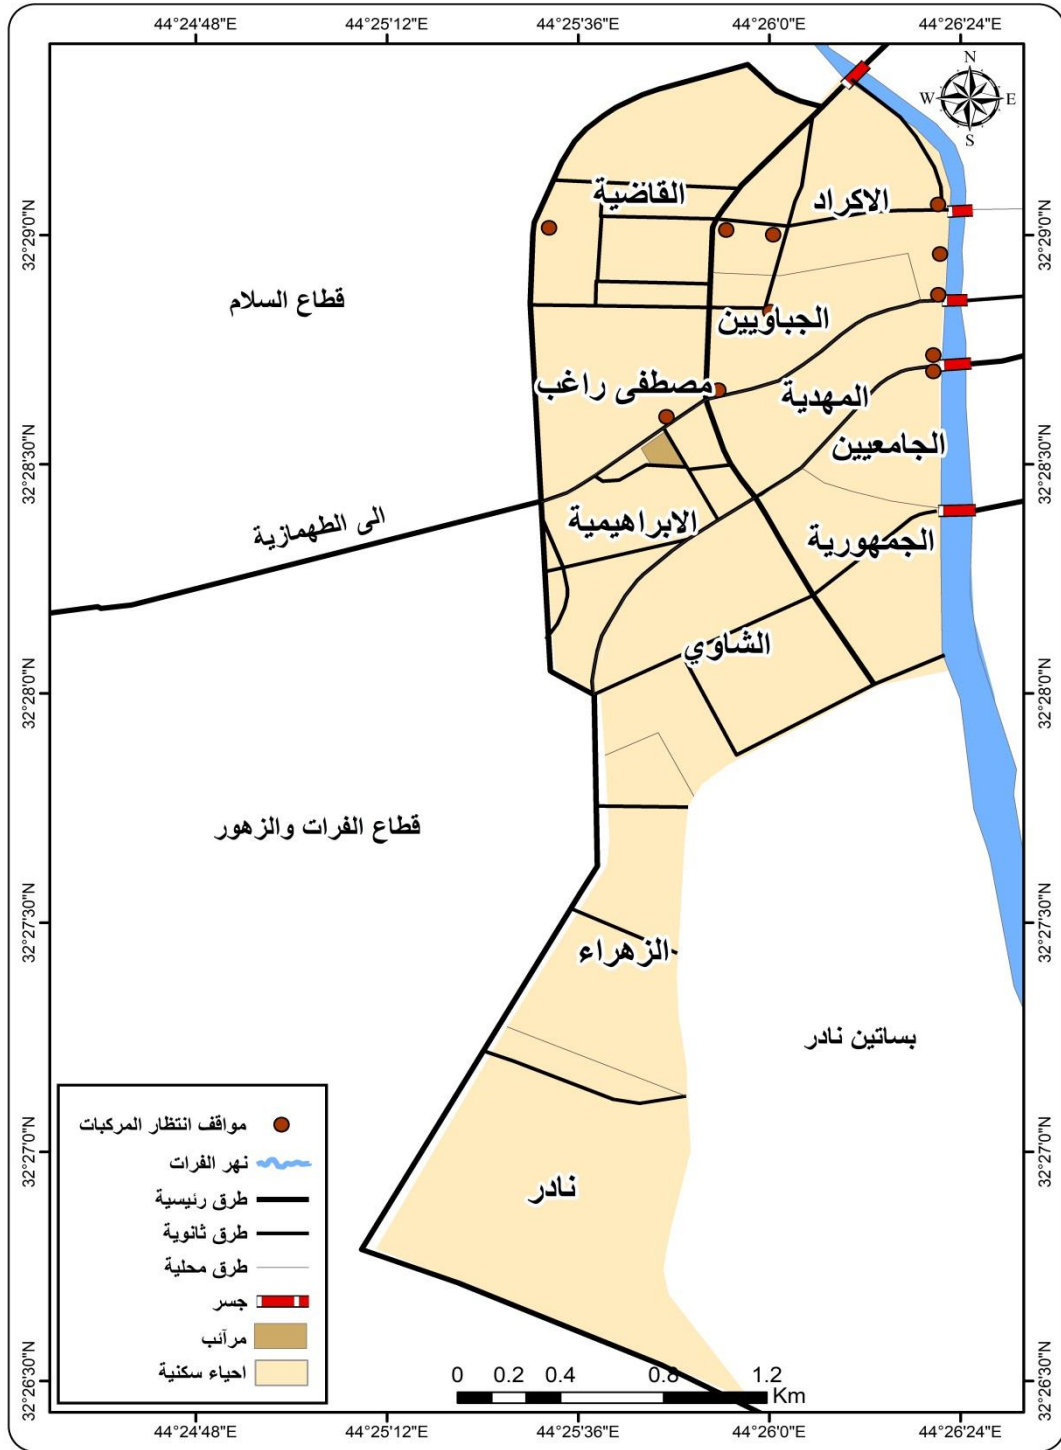 44°24'48"E 44°25'12"E 44°25'36"E 44°26'0"E 44°26'24"E
N
W E
S
القاضية
الاكراد
32°29'0"N 32°29'0"N
قطاع السلام
الجباويين
مصطفى راغب
المهدية
الجامعيين
32°28'30"N 32°28'30"N
الى الطهمازية
الابراهيمية
الجمهورية
الشاوي
32°28'0"N 32°28'0"N
قطاع الفرات والزهور
32°27'30"N 32°27'30"N
الزهراء
بساتين نادر
مواقف انتظار المركبات
32°27'0"N 32°27'0"N
نهر الفرات
نادر
طرق رئيسية
طرق ثانوية
طرق محلية
جسر
مرآئب
احياء سكنية
32°26'30"N 32°26'30"N
0 0.2 0.4 0.8 1.2
Km
44°24'48"E 44°25'12"E 44°25'36"E 44°26'0"E 44°26'24"E